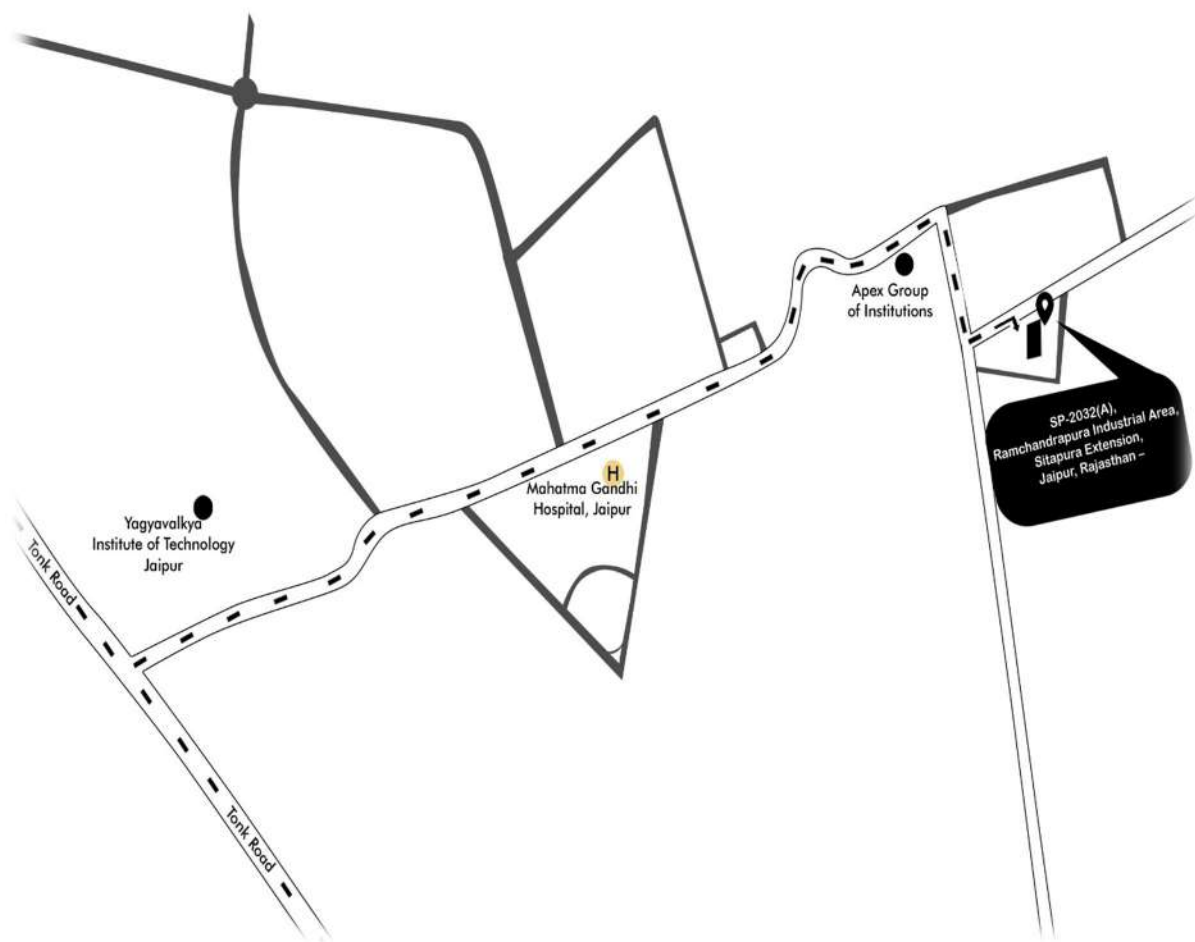 Apex Group
of Institutions
SP-2032(A),
Ramchandrapura Industrial Area,
Sitapura Extension,
Jaipur, Rajasthan –
H
Mahatma Gandhi
Hospital, Jaipur
Yagyavalkya
Institute of Technology
Jaipur
Tonk Road
Tonk Road